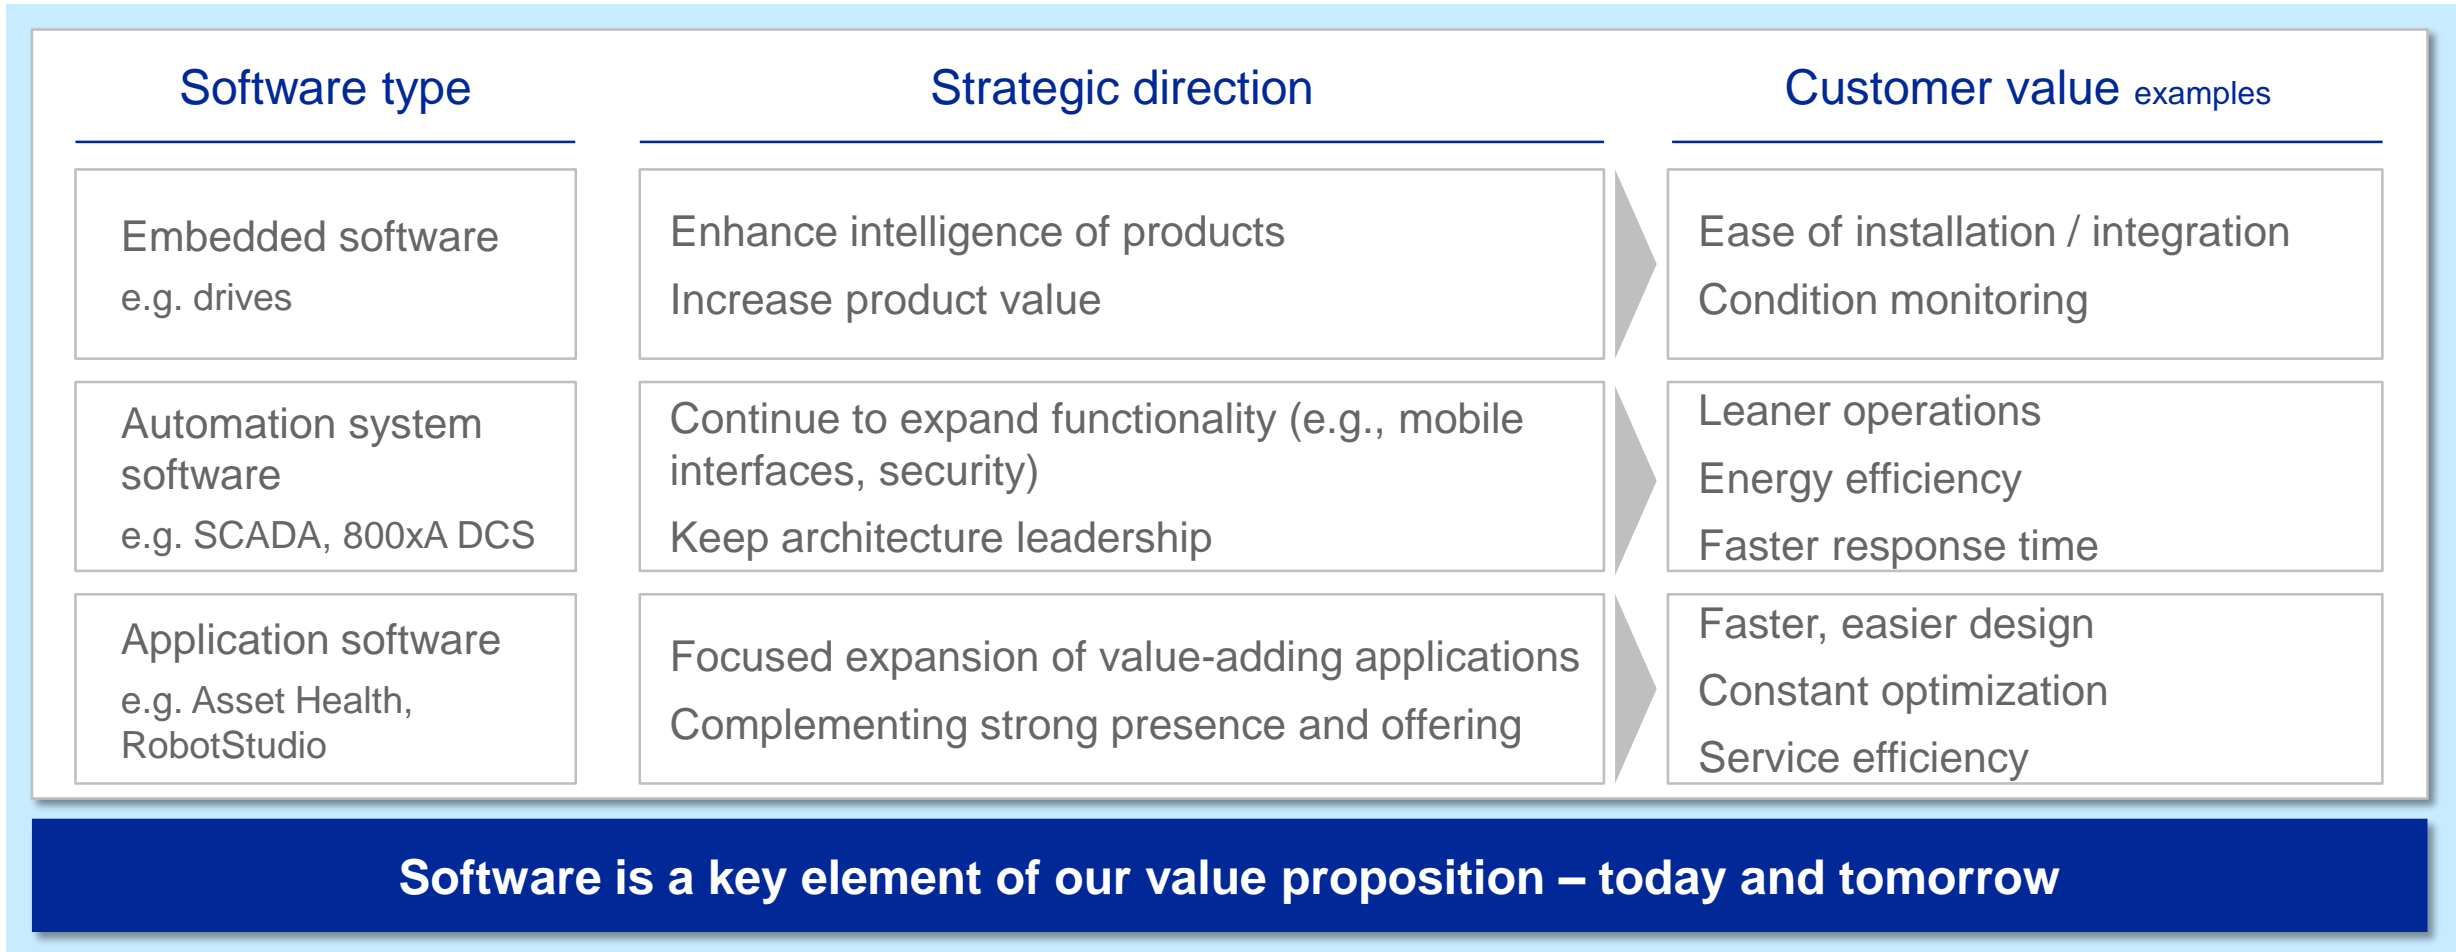 Software type
Strategic direction
Customer value examples
Embedded software
e.g. drives
Enhance intelligence of products
Increase product value
Ease of installation / integration
Condition monitoring
Automation system
software
e.g. SCADA, 800xA DCS
Continue to expand functionality (e.g., mobile
interfaces, security)
Keep architecture leadership
Leaner operations
Energy efficiency
Faster response time
Application software
e.g. Asset Health,
RobotStudio
Focused expansion of value-adding applications
Complementing strong presence and offering
Faster, easier design
Constant optimization
Service efficiency
Software is a key element of our value proposition – today and tomorrow